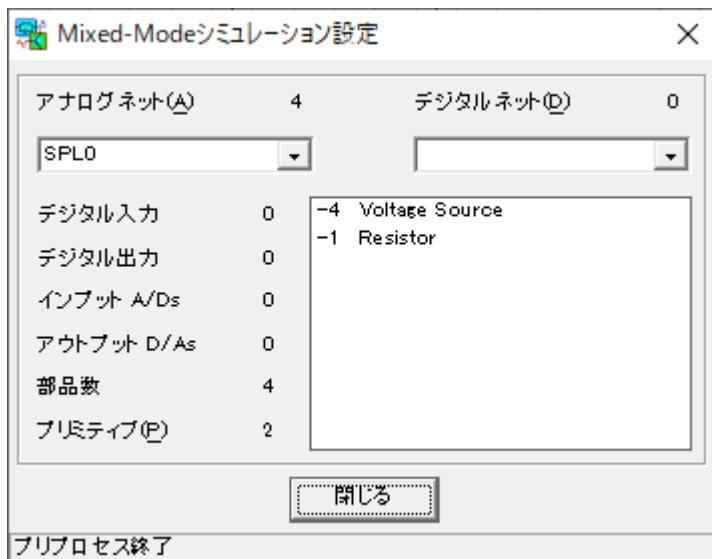 Mixed-Modeシミュレーション設定
アナログネット(A) 4 デジタルネット(D) 0
SPL0
デジタル入力 0
デジタル出力 0
インプット A/Ds 0
アウトプット D/As 0
部品数 4
プリミティブ(P) 2
-4 Voltage Source
-1 Resistor
閉じる
プリプロセス終了